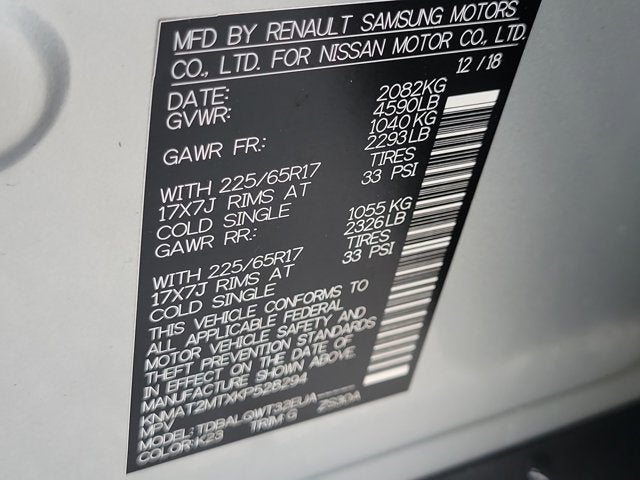 MFD BY RENAULT SAMSUNG MOTORS
CO., LTD. FOR NISSAN MOTOR CO., LTD.
DATE: 12/18
GVWR: 2082KG
4590LB
GAWR FR.: 1040 KG
2293LB
WITH 225/65R17 TIRES
17X7J RIMS AT 33 PSI
COLD SINGLE
GAWR RR.: 1055 KG
2326LB
WITH 225/65R17 TIRES
17X7J RIMS AT 33 PSI
COLD SINGLE
THIS VEHICLE CONFORMS TO
ALL APPLICABLE FEDERAL
MOTOR VEHICLE SAFETY AND
THEFT PREVENTION STANDARDS
IN EFFECT ON THE DATE OF
MANUFACTURE SHOWN ABOVE.
KNMAT2MTXKP528294
MPV
MODEL: TDBALQWT32EUA-----
COLOR: K23 TRIM: G ZS30A